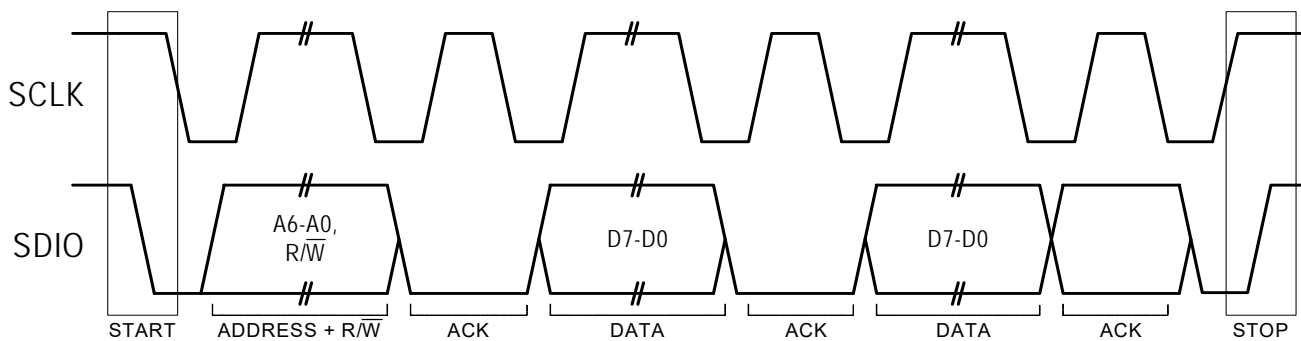 SCLK
SDIO
A6-A0,
R/W̅
D7-D0
D7-D0
START
ADDRESS + R/W̅
ACK
DATA
ACK
DATA
ACK
STOP